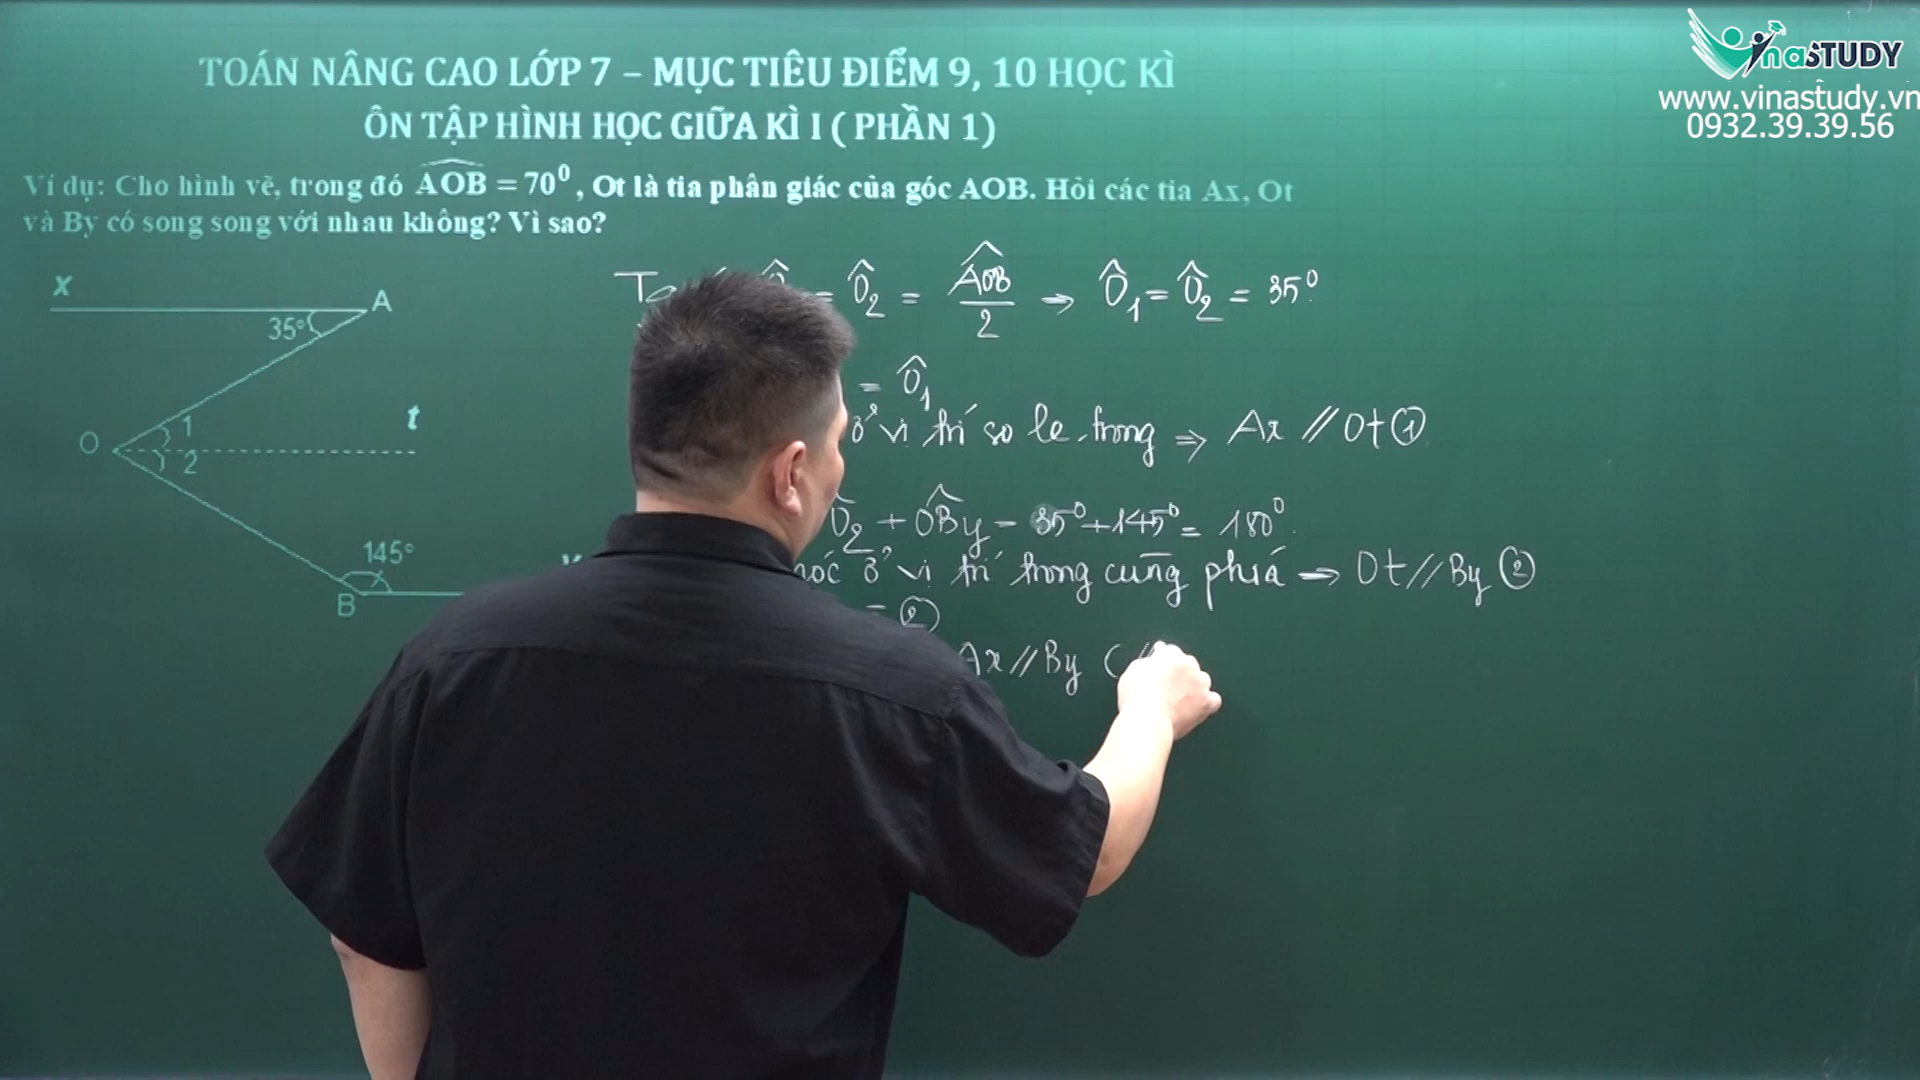 VinaSTUDY
www.vinastudy.vn
0932.39.39.56
TOÁN NÂNG CAO LỚP 7 – MỤC TIÊU ĐIỂM 9, 10 HỌC KÌ
ÔN TẬP HÌNH HỌC GIỮA KÌ I ( PHẦN 1)
Ví dụ: Cho hình vẽ, trong đó AOB = 70⁰, Ot là tia phân giác của góc AOB. Hỏi các tia Ax, Ot
và By có song song với nhau không? Vì sao?
x
A
35°
O
1
2
t
145°
B
Ô₂ = AOB/2 → Ô₁ = Ô₂ = 35⁰
= Ô₁
ở vị trí so le trong ⇒ Ax // Ot ①
Ô₂ + OBy = 35⁰ + 145⁰ = 180⁰.
ở vị trí trong cùng phía → Ot // By ②
②
Ax // By ( //